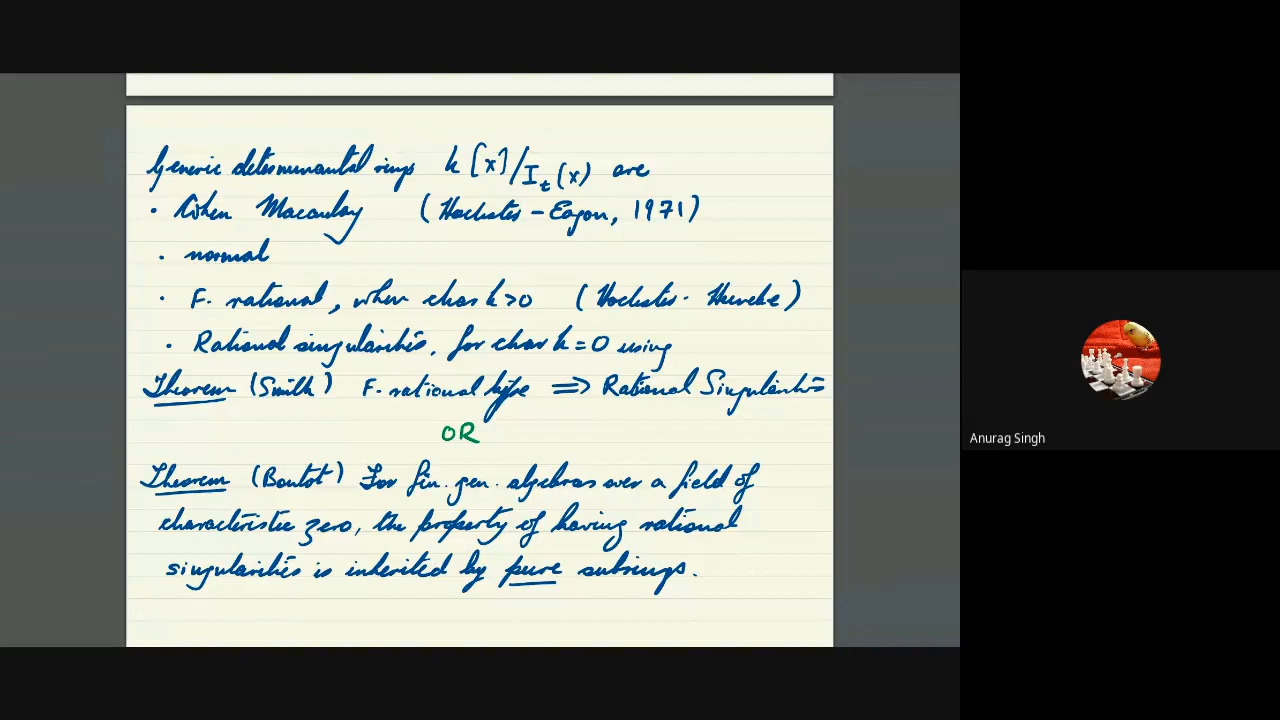 Generic determinantal rings k[X]/I_t(X) are
· Cohen Macaulay (Hochster-Eagon, 1971)
· normal
· F. rational, when char k>0 (Hochster-Huneke)
· Rational singularities, for char k=0 using
Theorem (Smith) F. rational type ⟹ Rational Singularities
OR
Theorem (Boutot) For fin. gen. algebras over a field of
characteristic zero, the property of having rational
singularities is inherited by pure subrings.
Anurag Singh